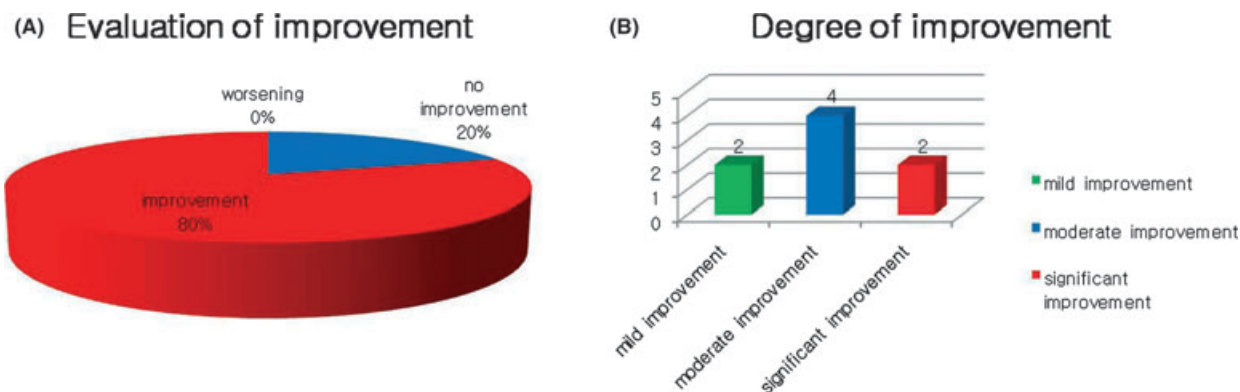 (A) Evaluation of improvement
worsening
0%
no
improvement
20%
improvement
80%
(B) Degree of improvement
5
4
3
2
1
0
2
4
2
mild improvement
moderate improvement
significant improvement
mild improvement
moderate improvement
significant
improvement